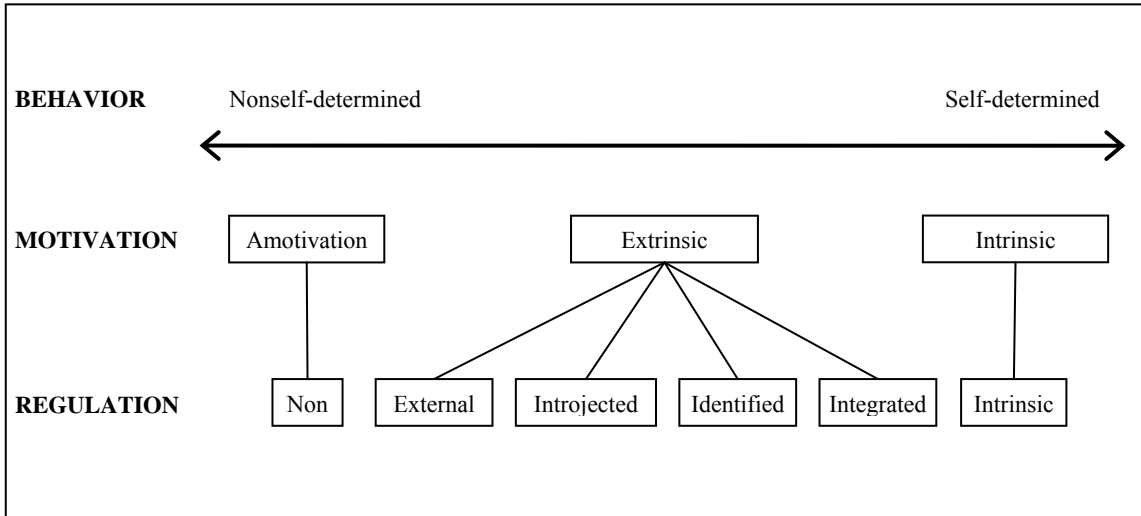 BEHAVIOR Nonself-determined Self-determined
MOTIVATION Amotivation Extrinsic Intrinsic
REGULATION Non External Introjected Identified Integrated Intrinsic